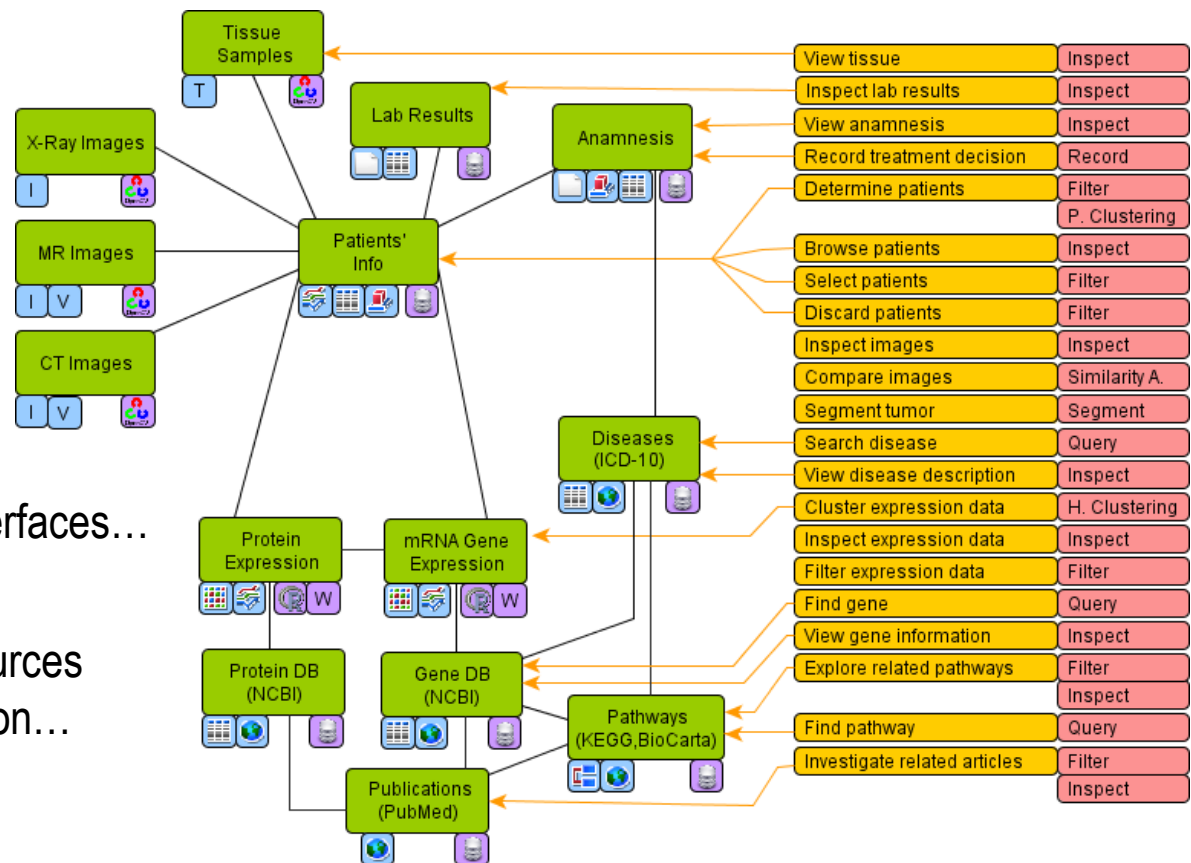 Tissue
Samples
T
Lab Results
Anamnesis
X-Ray Images
I
MR Images
I V
CT Images
I V
Patients'
Info
Diseases
(ICD-10)
erfaces…
Protein
Expression
W
mRNA Gene
Expression
W
urces
on…
Protein DB
(NCBI)
Gene DB
(NCBI)
Pathways
(KEGG,BioCarta)
Publications
(PubMed)
View tissue Inspect
Inspect lab results Inspect
View anamnesis Inspect
Record treatment decision Record
Determine patients Filter
P. Clustering
Browse patients Inspect
Select patients Filter
Discard patients Filter
Inspect images Inspect
Compare images Similarity A.
Segment tumor Segment
Search disease Query
View disease description Inspect
Cluster expression data H. Clustering
Inspect expression data Inspect
Filter expression data Filter
Find gene Query
View gene information Inspect
Explore related pathways Filter
Inspect
Find pathway Query
Investigate related articles Filter
Inspect